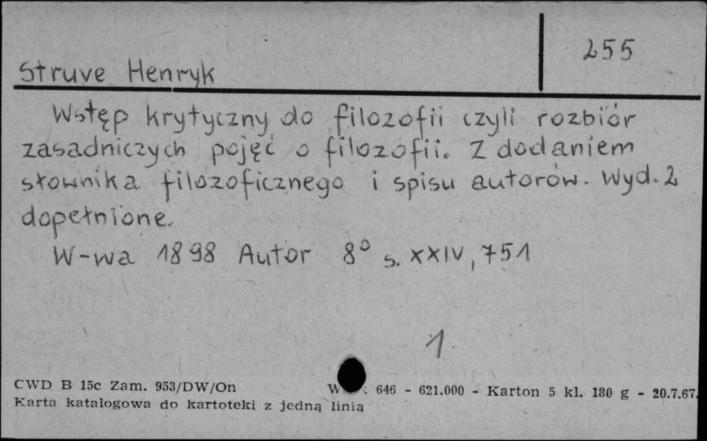 255
Struve Henryk
Wstęp krytyczny do filozofii czyli rozbiór
zasadniczych pojęć o filozofii. Z dodaniem
słownika filozoficznego i spisu autorów. Wyd. 2
dopełnione.
W-wa 1898 Autor 8° s. XXIV, 751
1
CWD B 15c Zam. 953/DW/On W 646 - 621.000 - Karton 5 kl. 180 g - 20.7.67.
Karta katalogowa do kartoteki z jedną linią